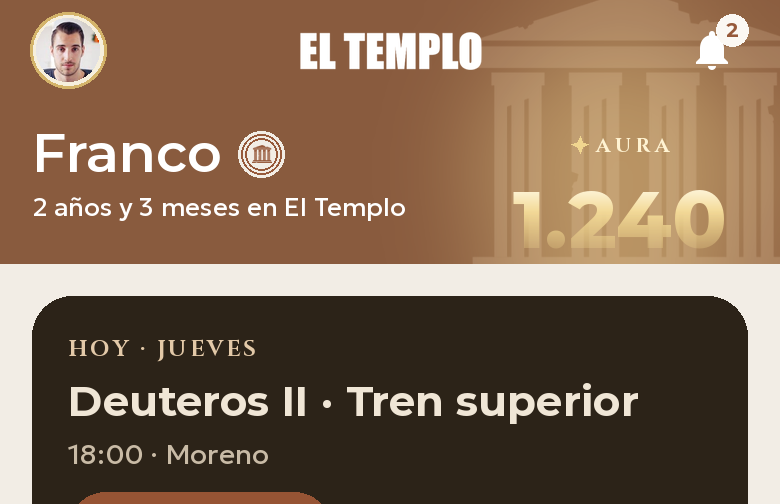 EL TEMPLO
2
Franco
2 años y 3 meses en El Templo
AURA
1.240
HOY · JUEVES
Deuteros II · Tren superior
18:00 · Moreno